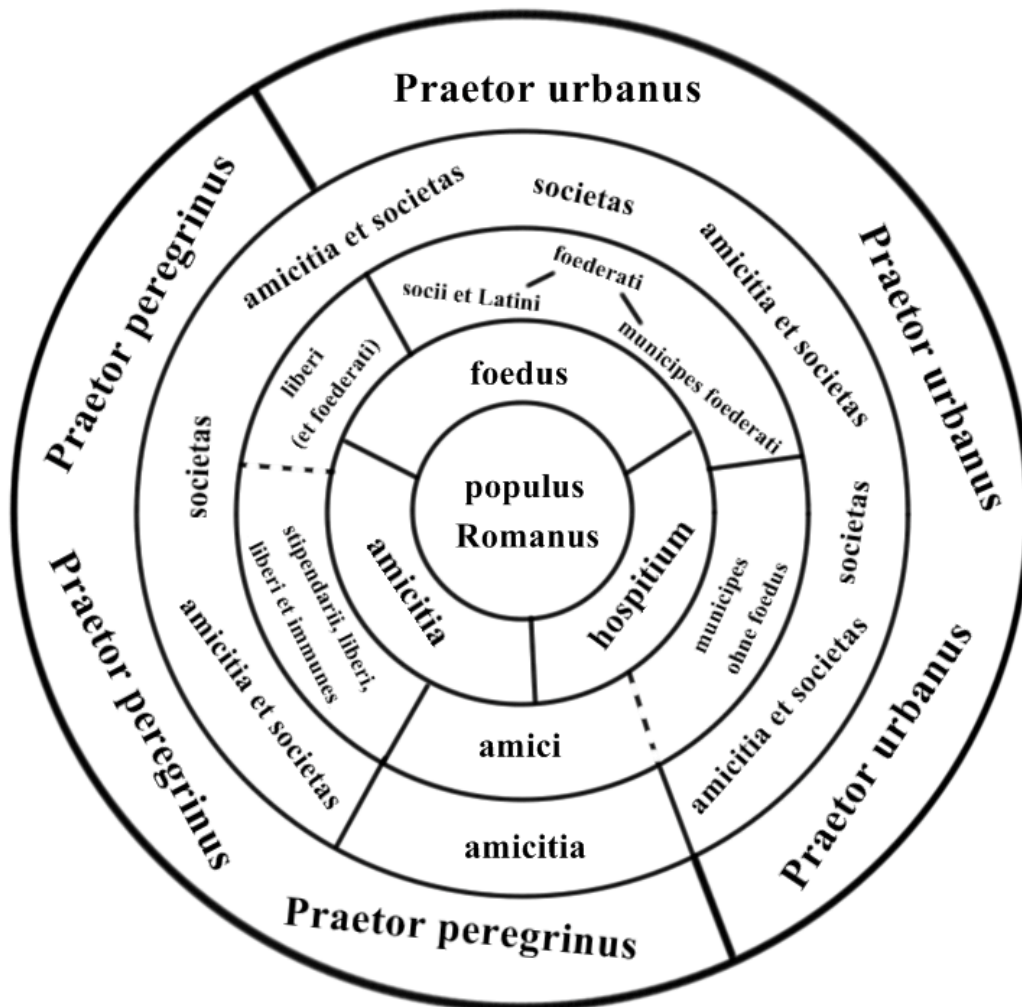 Praetor urbanus
Praetor urbanus
Praetor urbanus
Praetor peregrinus
Praetor peregrinus
Praetor peregrinus
amicitia et societas
societas
amicitia et societas
societas
amicitia et societas
amicitia
amicitia et societas
societas
foederati
socii et Latini
municipes foederati
municipes
ohne foedus
amici
stipendarii, liberi,
liberi et immunes
liberi
(et foederati)
foedus
hospitium
amicitia
populus
Romanus